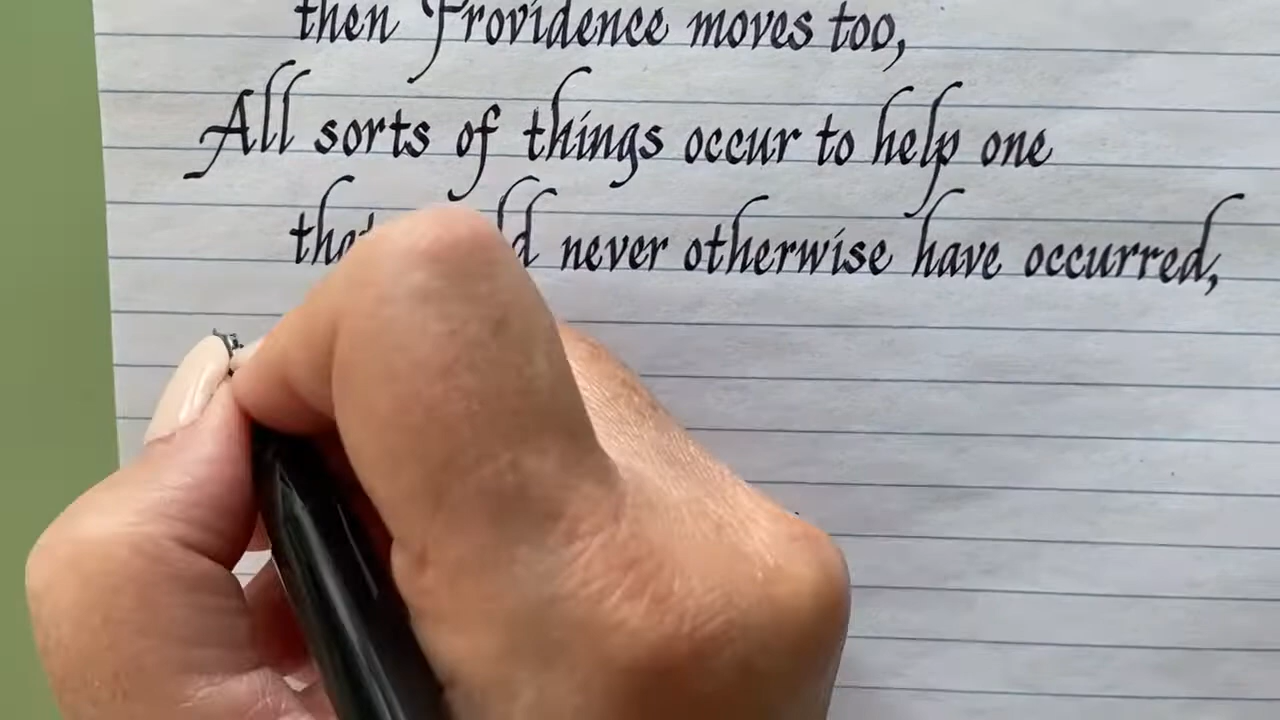 then Providence moves too,
All sorts of things occur to help one
never otherwise have occurred,